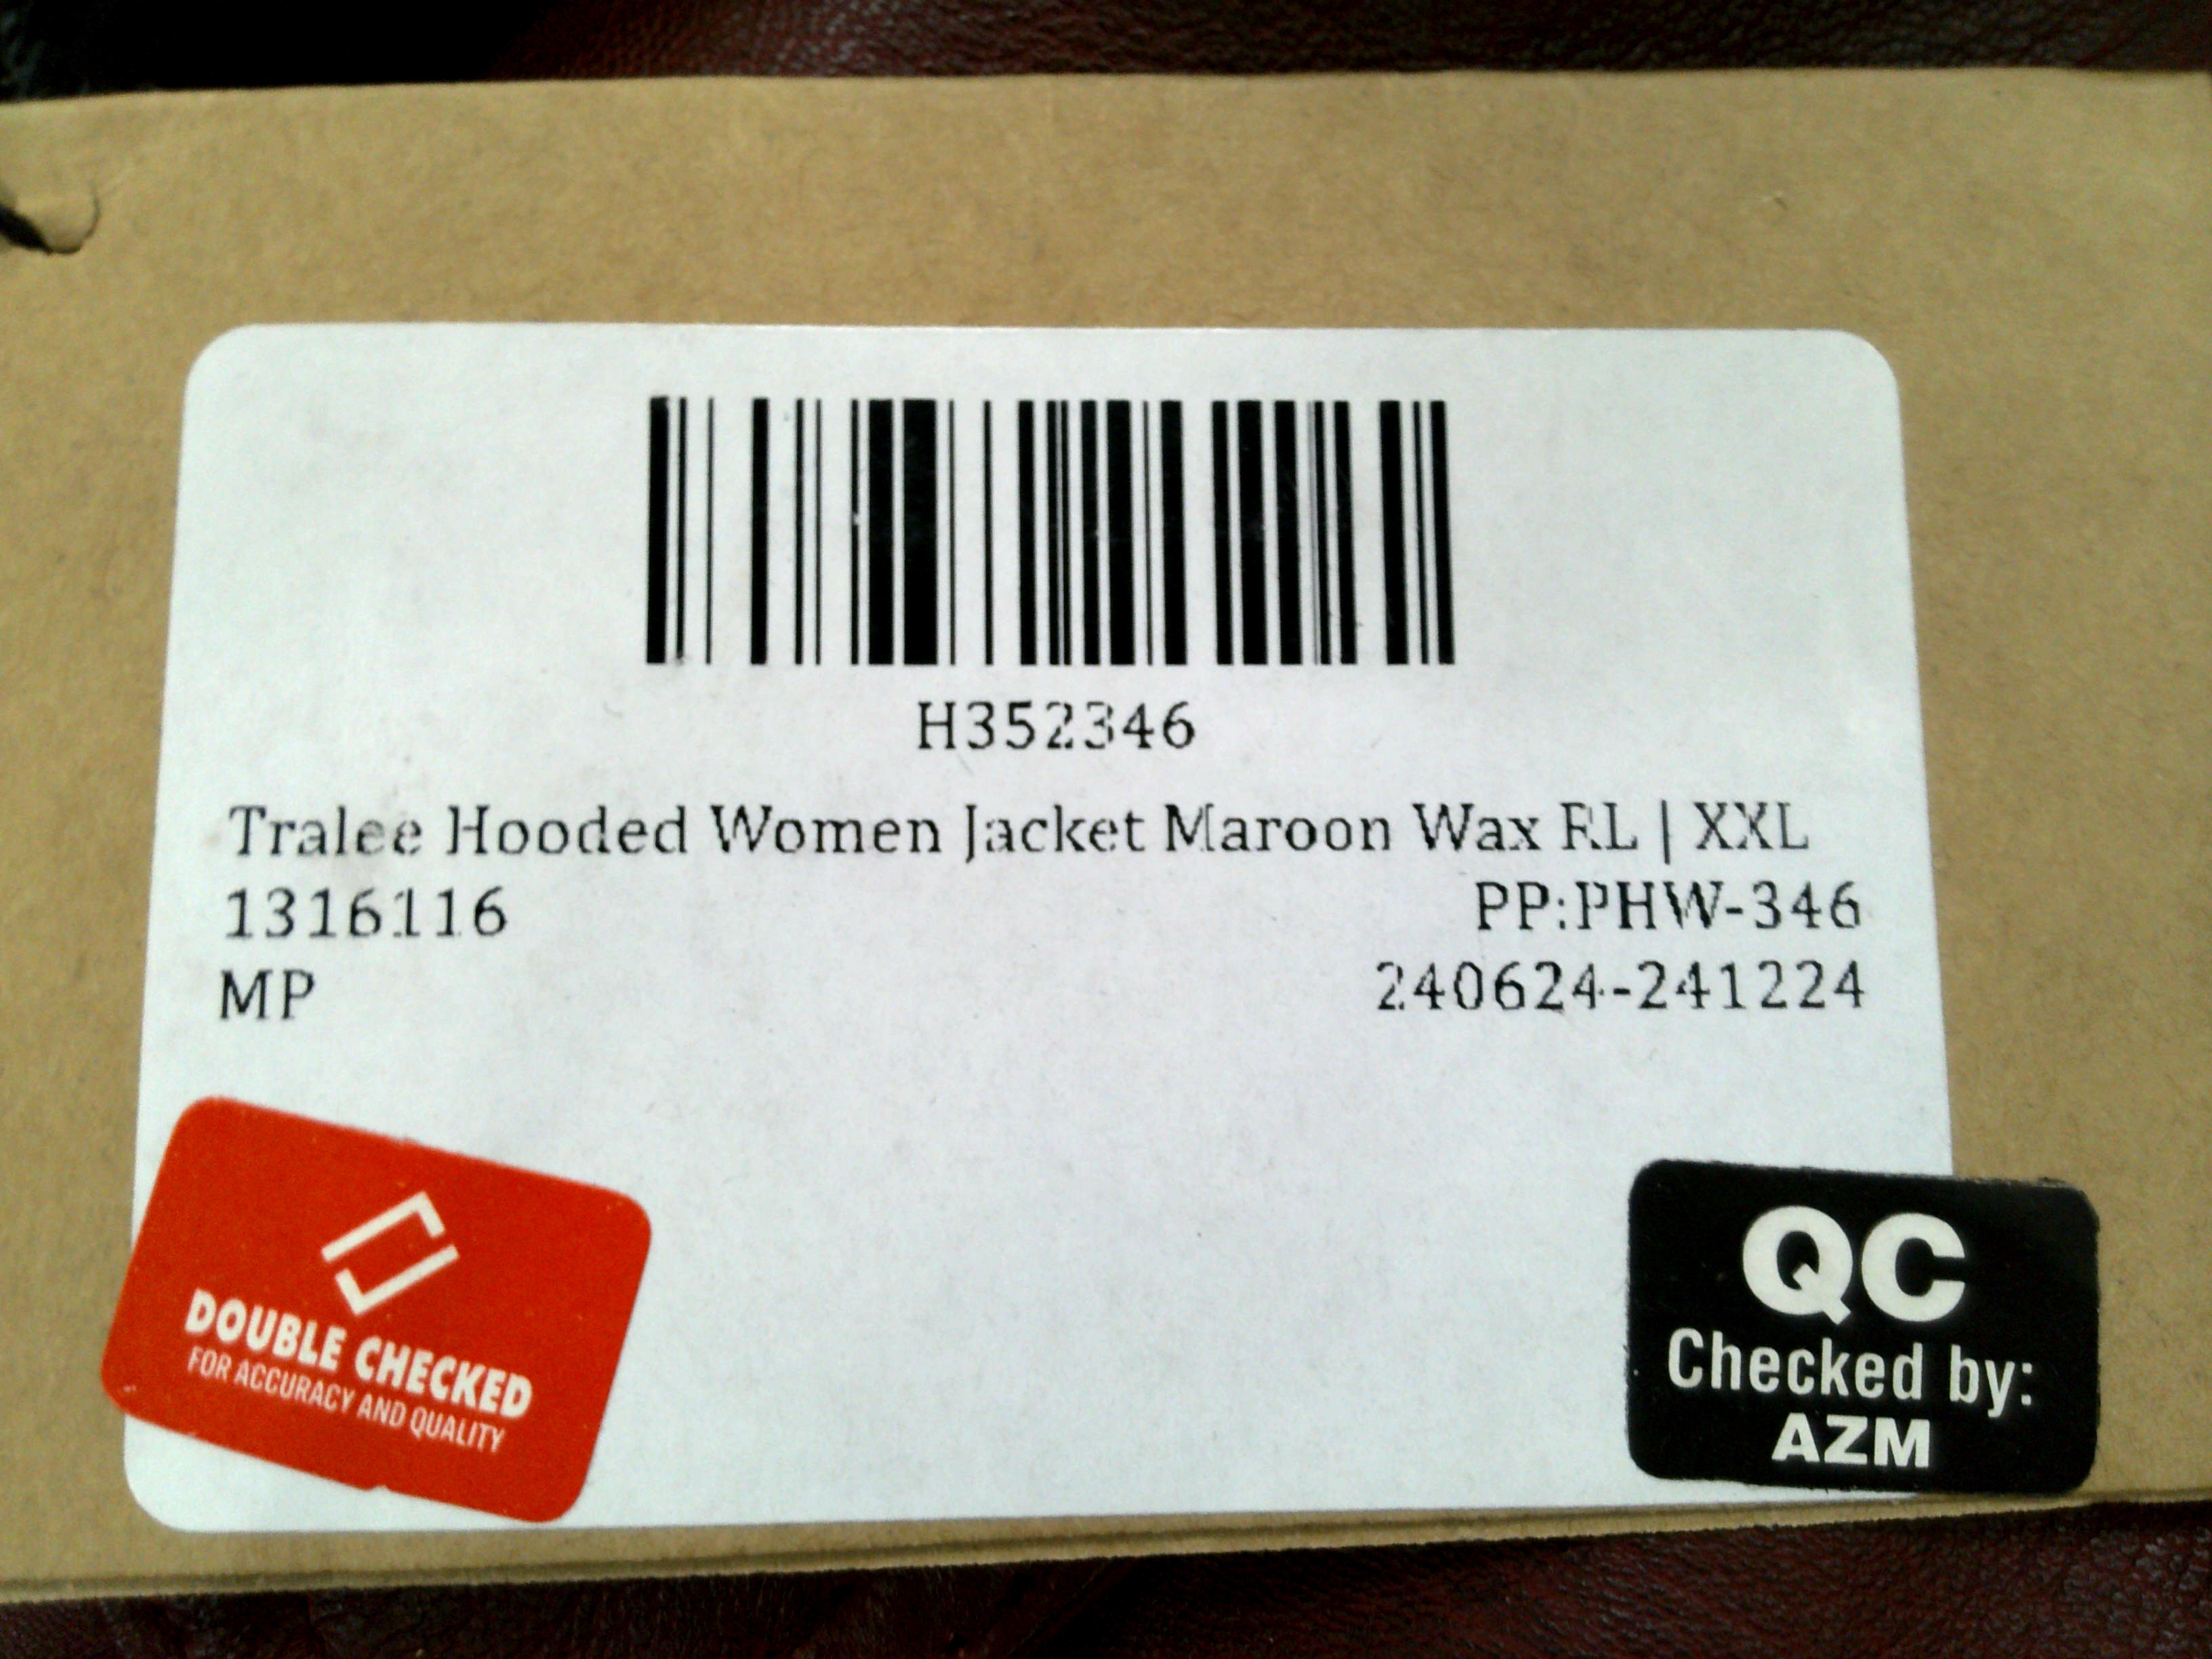 H352346
Tralee Hooded Women Jacket Maroon Wax RL | XXL
1316116
PP:PHW-346
MP
240624-241224
DOUBLE CHECKED
FOR ACCURACY AND QUALITY
QC
Checked by:
AZM